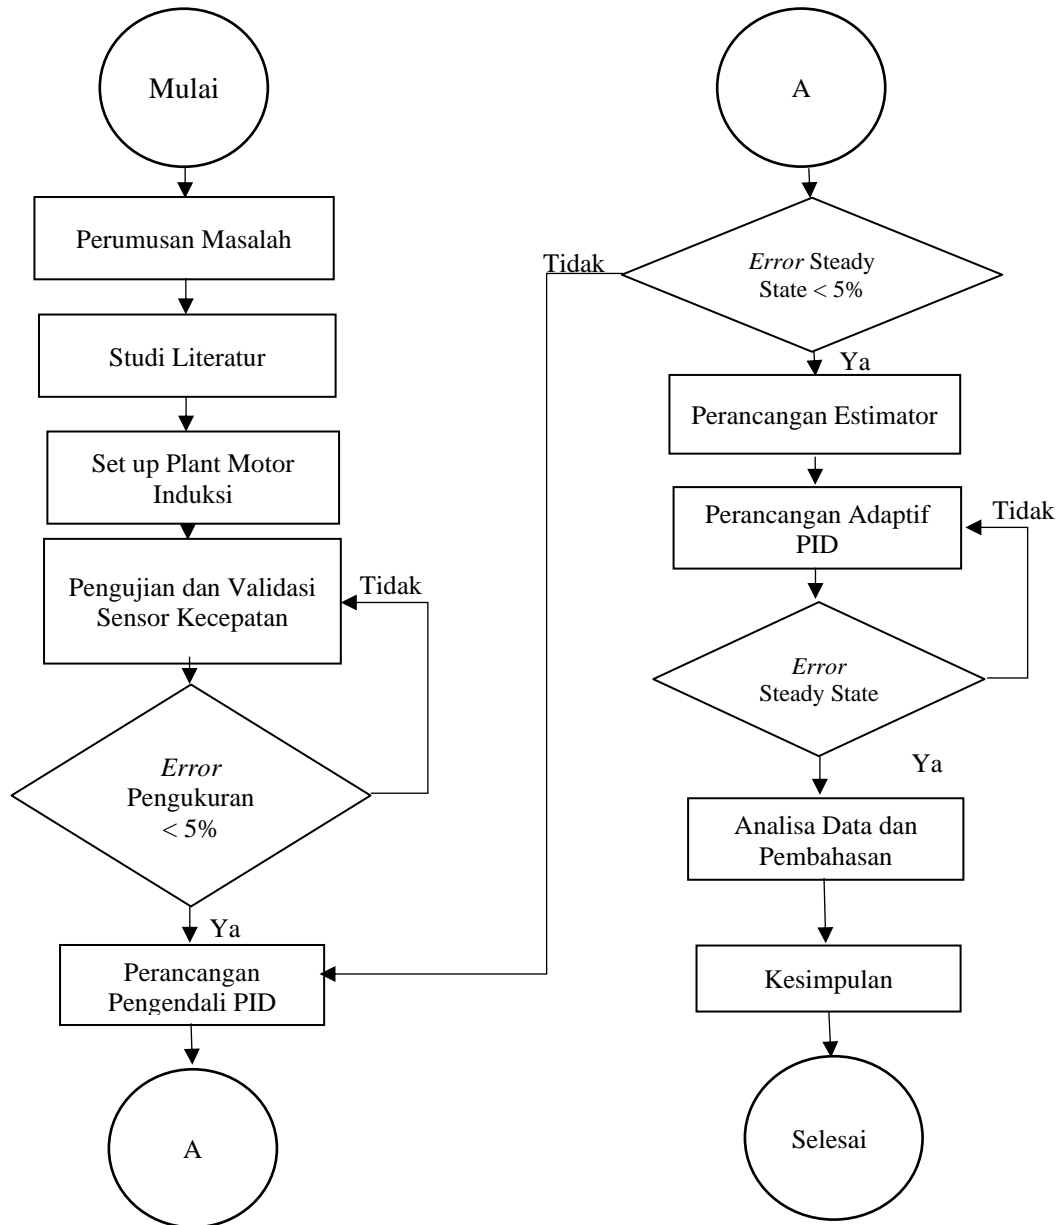 Mulai
Perumusan Masalah
Studi Literatur
Set up Plant Motor
Induksi
Pengujian dan Validasi
Sensor Kecepatan
Tidak
Error
Pengukuran
< 5%
Ya
Perancangan
Pengendali PID
A
A
Error Steady
State < 5%
Tidak
Ya
Perancangan Estimator
Perancangan Adaptif
PID
Tidak
Error
Steady State
Ya
Analisa Data dan
Pembahasan
Kesimpulan
Selesai